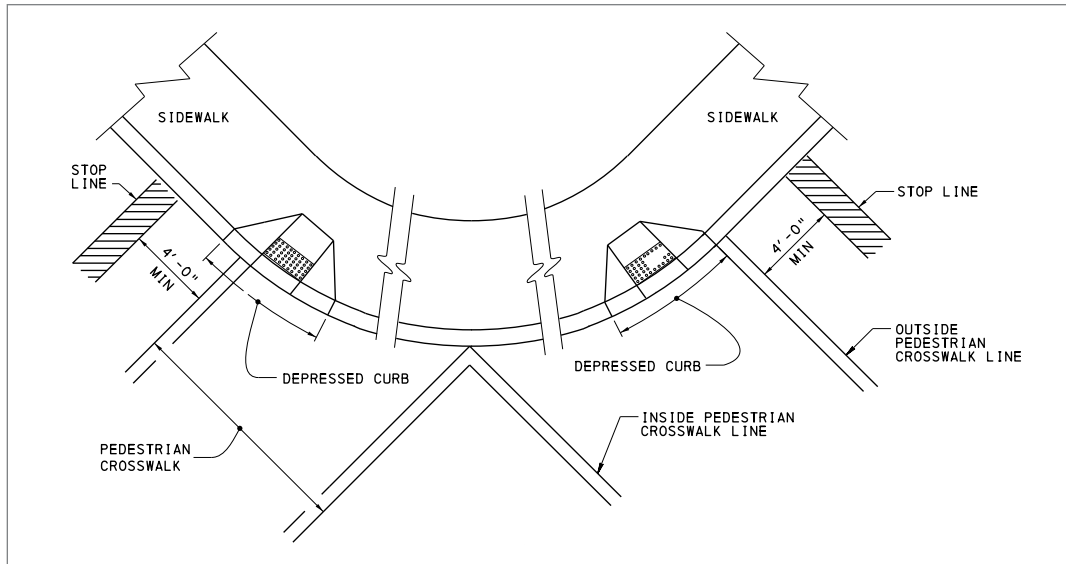 SIDEWALK
SIDEWALK
STOP
LINE
STOP LINE
4'-0"
MIN
4'-0"
MIN
OUTSIDE
PEDESTRIAN
CROSSWALK LINE
DEPRESSED CURB
DEPRESSED CURB
INSIDE PEDESTRIAN
CROSSWALK LINE
PEDESTRIAN
CROSSWALK